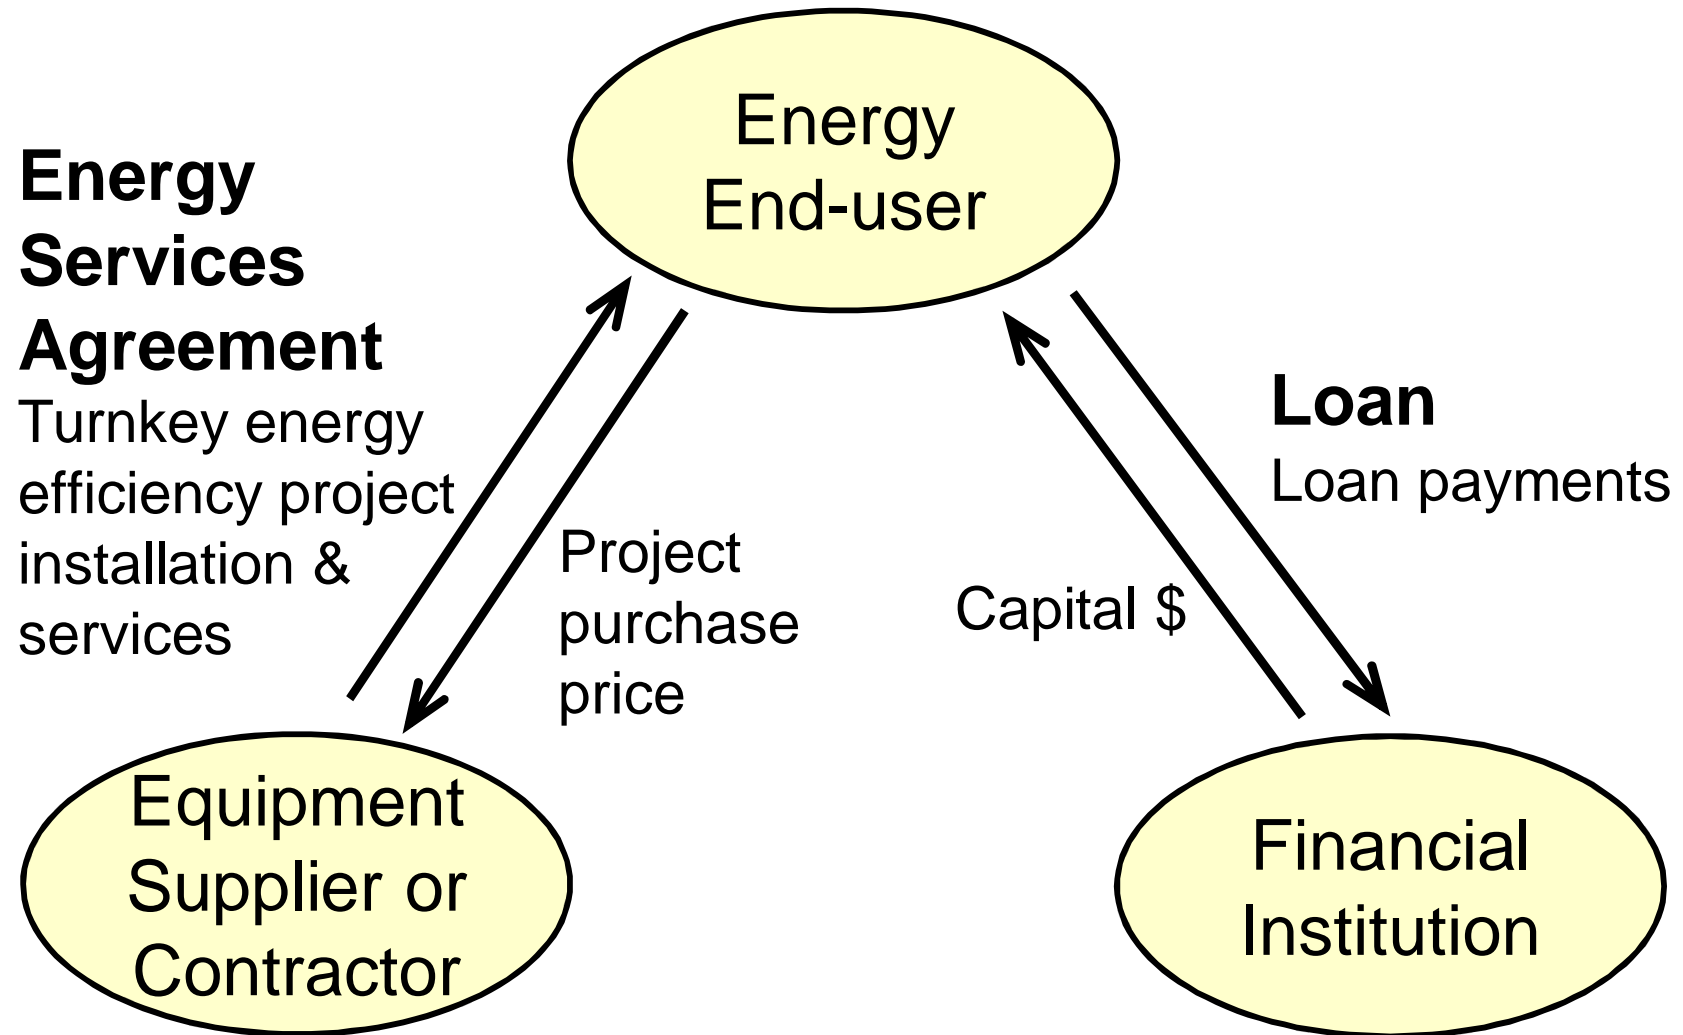 Energy
End-user
Energy
Services
Agreement
Turnkey energy
efficiency project
installation &
services
Project
purchase
price
Capital $
Loan
Loan payments
Equipment
Supplier or
Contractor
Financial
Institution